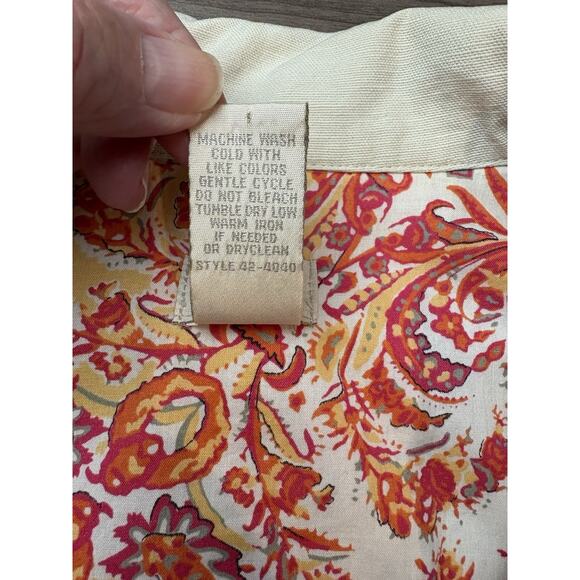 MACHINE WASH
COLD WITH
LIKE COLORS
GENTLE CYCLE
DO NOT BLEACH
TUMBLE DRY LOW
WARM IRON
IF NEEDED
OR DRYCLEAN
STYLE 42-4040